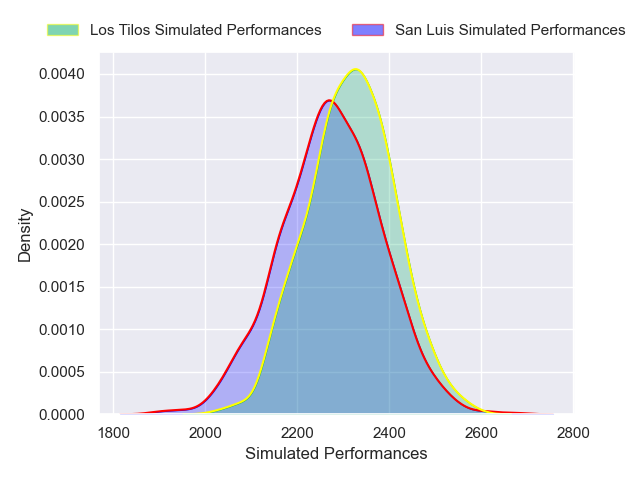 Los Tilos Simulated Performances
San Luis Simulated Performances
0.0040
0.0035
0.0030
0.0025
0.0020
0.0015
0.0010
0.0005
0.0000
Density
1800 2000 2200 2400 2600 2800
Simulated Performances